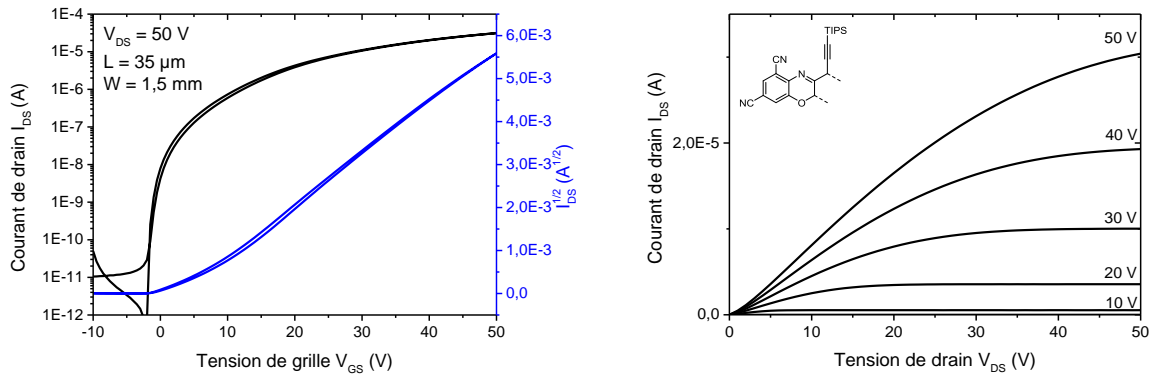 V_DS = 50 V
L = 35 µm
W = 1,5 mm
1E-4
1E-5
1E-6
1E-7
1E-8
1E-9
1E-10
1E-11
1E-12
Courant de drain I_DS (A)
-10 0 10 20 30 40 50
Tension de grille V_GS (V)
6,0E-3
5,0E-3
4,0E-3
3,0E-3
2,0E-3
1,0E-3
0,0
I_DS^1/2 (A^1/2)
TIPS
CN
N
NC
O
50 V
40 V
30 V
20 V
10 V
2,0E-5
0,0
Courant de drain I_DS (A)
0 10 20 30 40 50
Tension de drain V_DS (V)